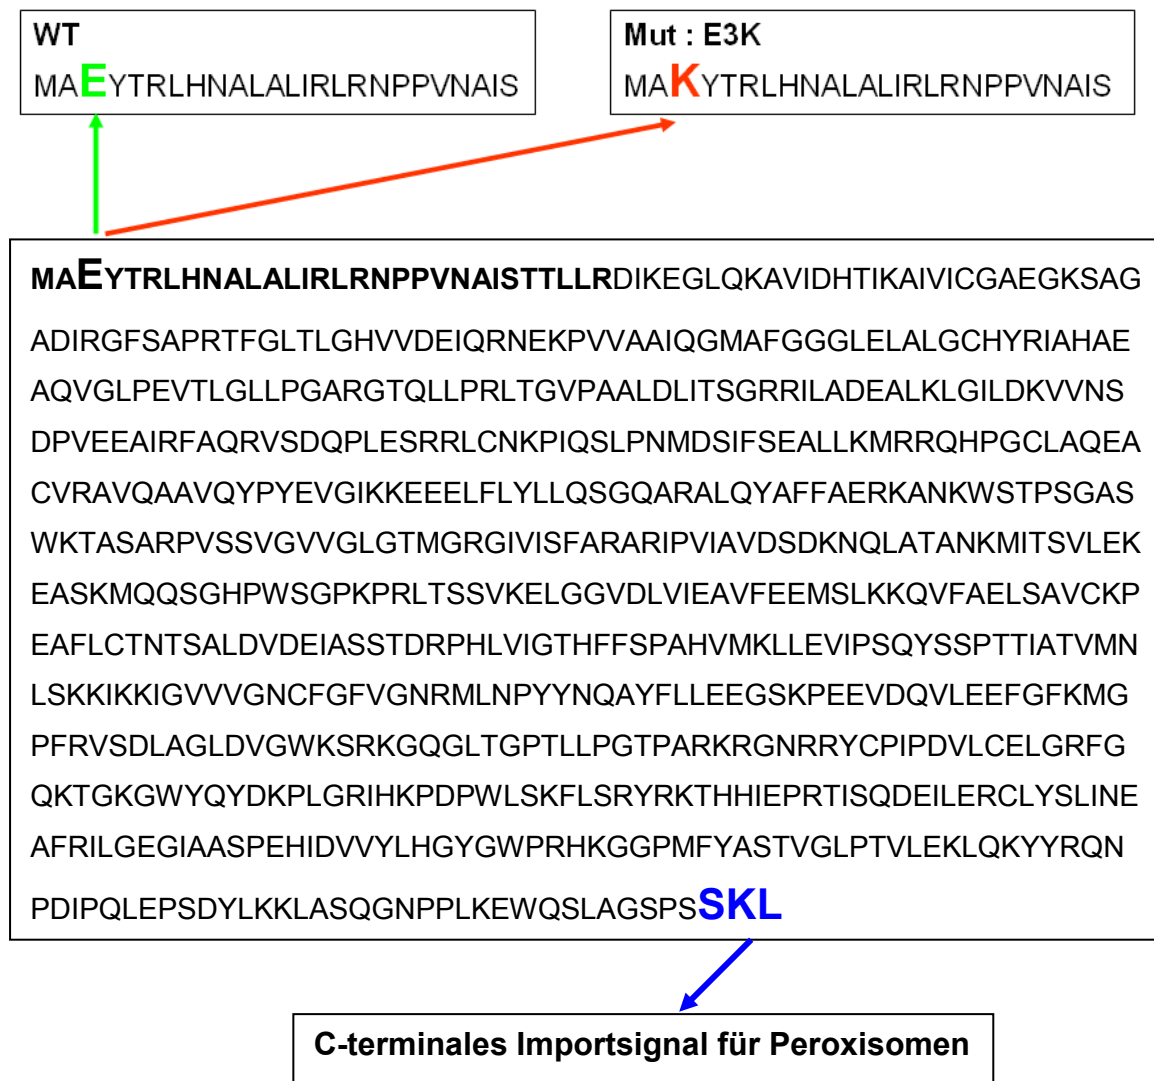 WT
MAEYTRLHNALALIRLRNPPVNAIS
Mut : E3K
MAKYTRLHNALALIRLRNPPVNAIS
MAEYTRLHNALALIRLRNPPVNAISTTLLRDIKEGLQKAVIDHTIKAIVICGAEGKSAG
ADIRGFSAPRTFGLTLGHVVDEIQRNEKPVVAAIQGMAFGGGLELALGCHYRIAHAE
AQVGLPEVTLGLLPGARGTQLLPRLTGVPAALDLITSGRRILADEALKLGILDKVVNS
DPVEEAIRFAQRVSDQPLESRRLCNKPIQSLPNMDSIFSEALLKMRRQHPGCLAQEA
CVRAVQAAVQYPYEVGIKKEEELFLYLLQSGQARALQYAFFAERKANKWSTPSGAS
WKTASARPVSSVGVVGLGTMGRGIVISFARARIPVIAVDSDKNQLATANKMITSVLEK
EASKMQQSGHPWSGPKPRLTSSVKELGGVDLVIEAVFEEMSLKKQVFAELSAVCKP
EAFLCTNTSALDVDEIASSTDRPHLVIGTHFFSPAHVMKLLEVIPSQYSSPTTIATVMN
LSKKIKKIGVVVGNCFGFVGNRMLNPYYNQAYFLLEEGSKPEEVDQVLEEFGFKMG
PFRVSDLAGLDVGWKSRKGQGLTGPTLLPGTPARKRGNRRYCPIPDVLCELGRFG
QKTGKGWYQYDKPLGRIHKPDPWLSKFLSRYRKTHHIEPRTISQDEILERCLYSLINE
AFRILGEGIAASPEHIDVVYLHGYGWPRHKGGPMFYASTVGLPTVLEKLQKYYRQN
PDIPQLEPSDYLKKLASQGNPPLKEWQSLAGSPSSKL
C-terminales Importsignal für Peroxisomen